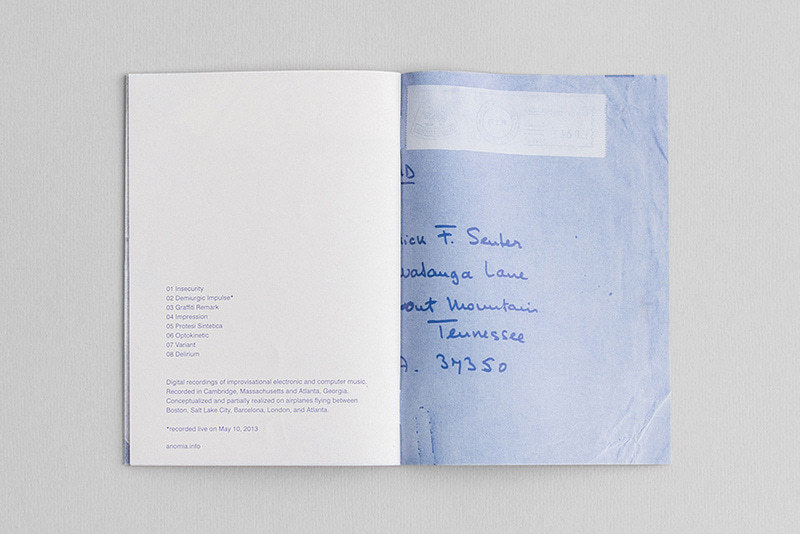 01 Insecurity
02 Demiurgic Impulse*
03 Graffiti Remark
04 Impression
05 Protesi Sintetica
06 Optokinetic
07 Variant
08 Delirium
Digital recordings of improvisational electronic and computer music.
Recorded in Cambridge, Massachusetts and Atlanta, Georgia.
Conceptualized and partially realized on airplanes flying between
Boston, Salt Lake City, Barcelona, London, and Atlanta.
*recorded live on May 10, 2013
anomia.info
F.
Lane
out Mountain
Tennessee
A. 37350